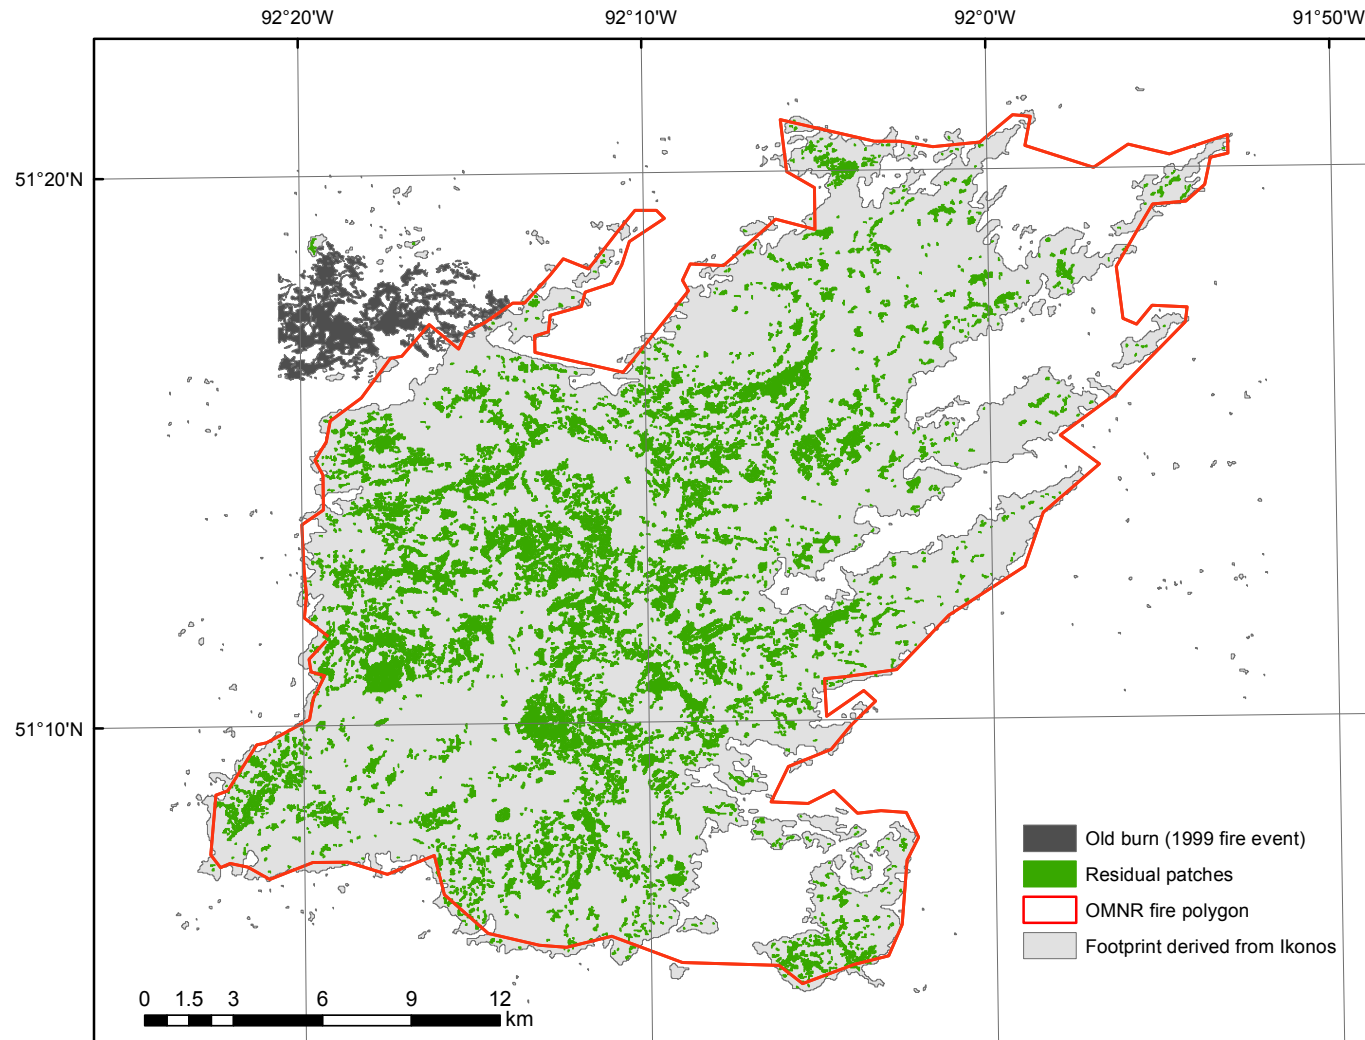 92°20'W 92°10'W 92°0'W 91°50'W
51°20'N
51°10'N
Old burn (1999 fire event)
Residual patches
OMNR fire polygon
Footprint derived from Ikonos
0 1.5 3 6 9 12
km